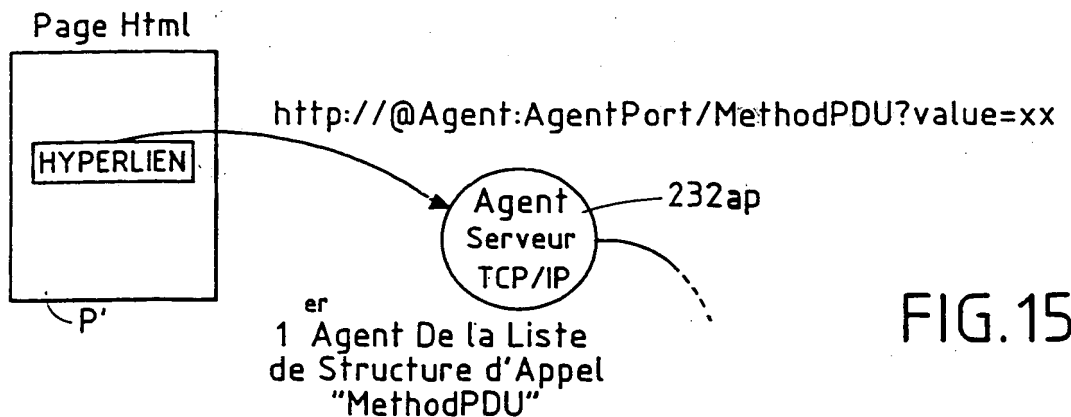 Page Html
http://@Agent:AgentPort/MethodPDU?value=xx
HYPERLIEN
Agent
Serveur
TCP/IP
232ap
P'
1er Agent De la Liste
de Structure d'Appel
"MethodPDU"
FIG.15